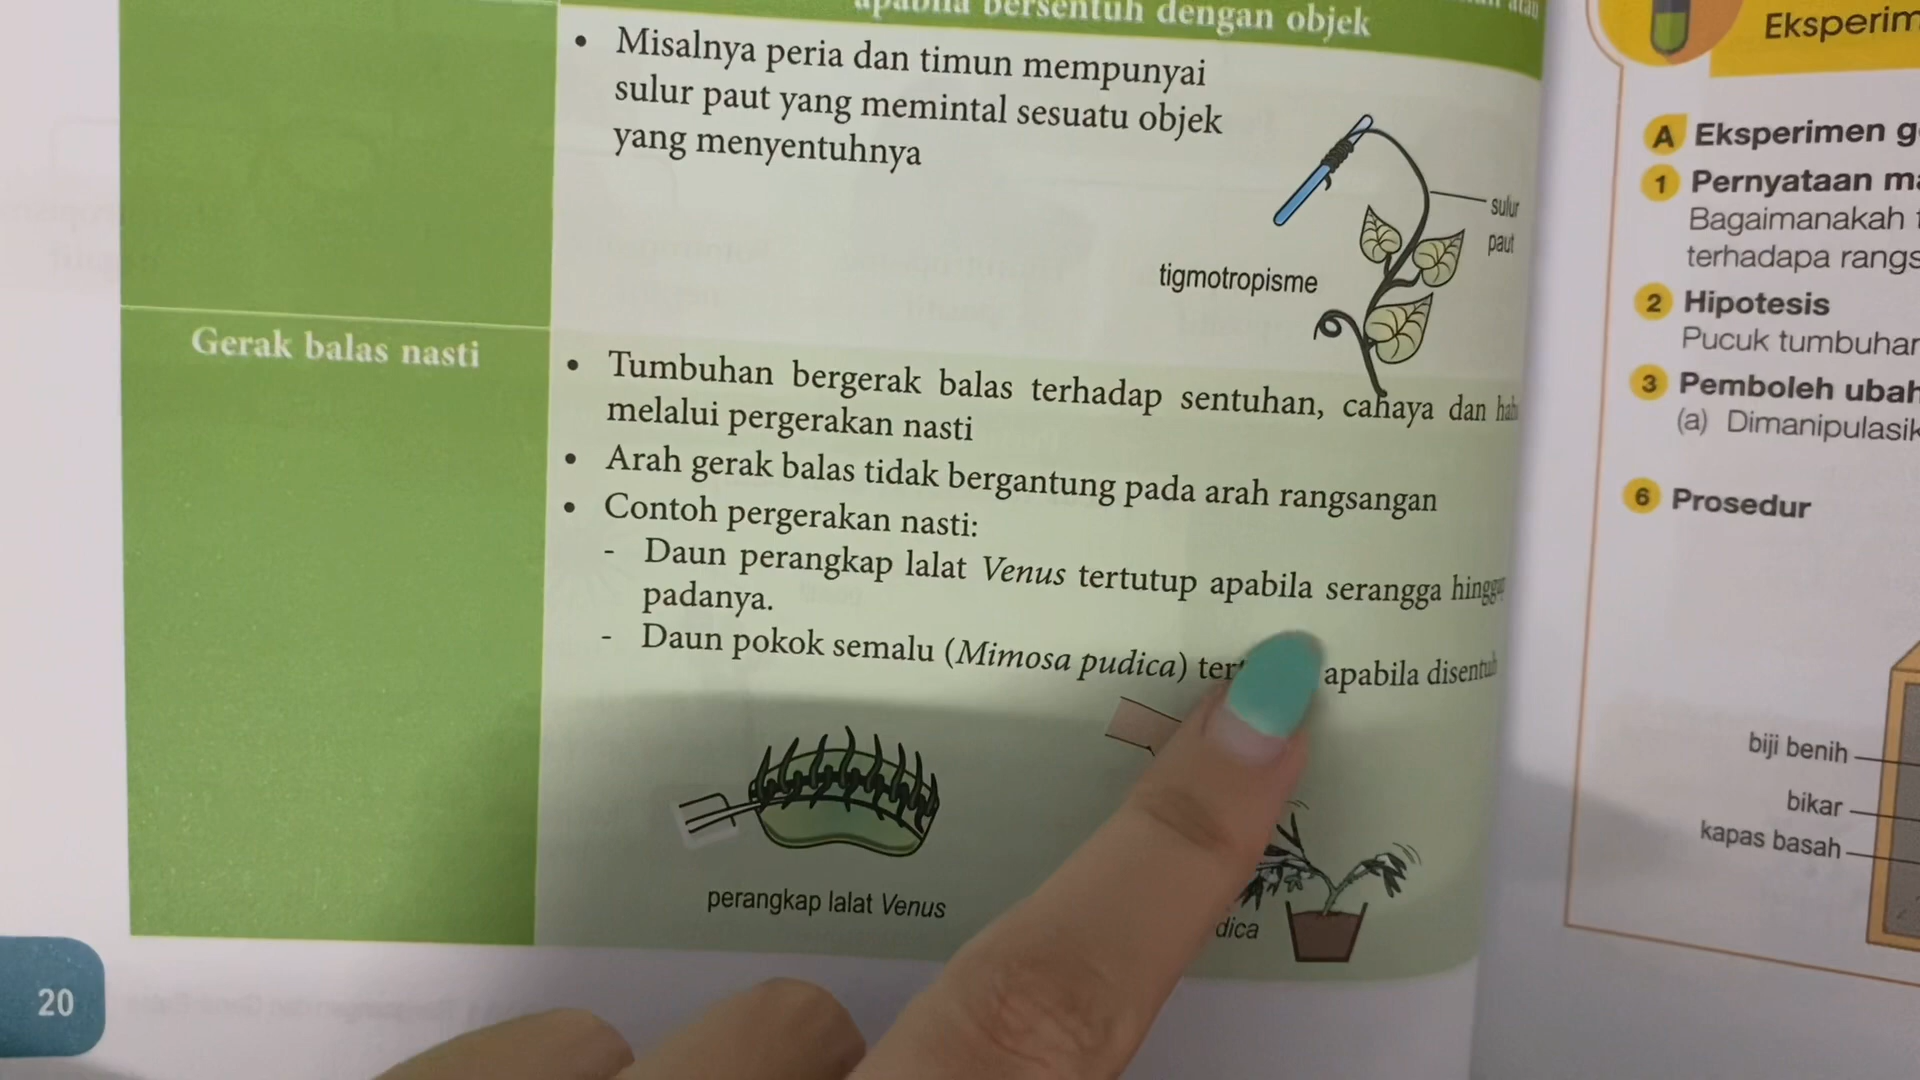 apabila bersentuh dengan objek
• Misalnya peria dan timun mempunyai
sulur paut yang memintal sesuatu objek
yang menyentuhnya
sulur
paut
tigmotropisme
Gerak balas nasti
• Tumbuhan bergerak balas terhadap sentuhan, cahaya dan
melalui pergerakan nasti
• Arah gerak balas tidak bergantung pada arah rangsangan
• Contoh pergerakan nasti:
- Daun perangkap lalat Venus tertutup apabila serangga
padanya.
- Daun pokok semalu (Mimosa pudica) apabila disentuh
perangkap lalat Venus
dica
20
Eksperim
A Eksperimen g
1 Pernyataan ma
Bagaimanakah
terhadapa rangs
2 Hipotesis
Pucuk tumbuhan
3 Pemboleh ubah
(a) Dimanipulasik
6 Prosedur
biji benih
bikar
kapas basah